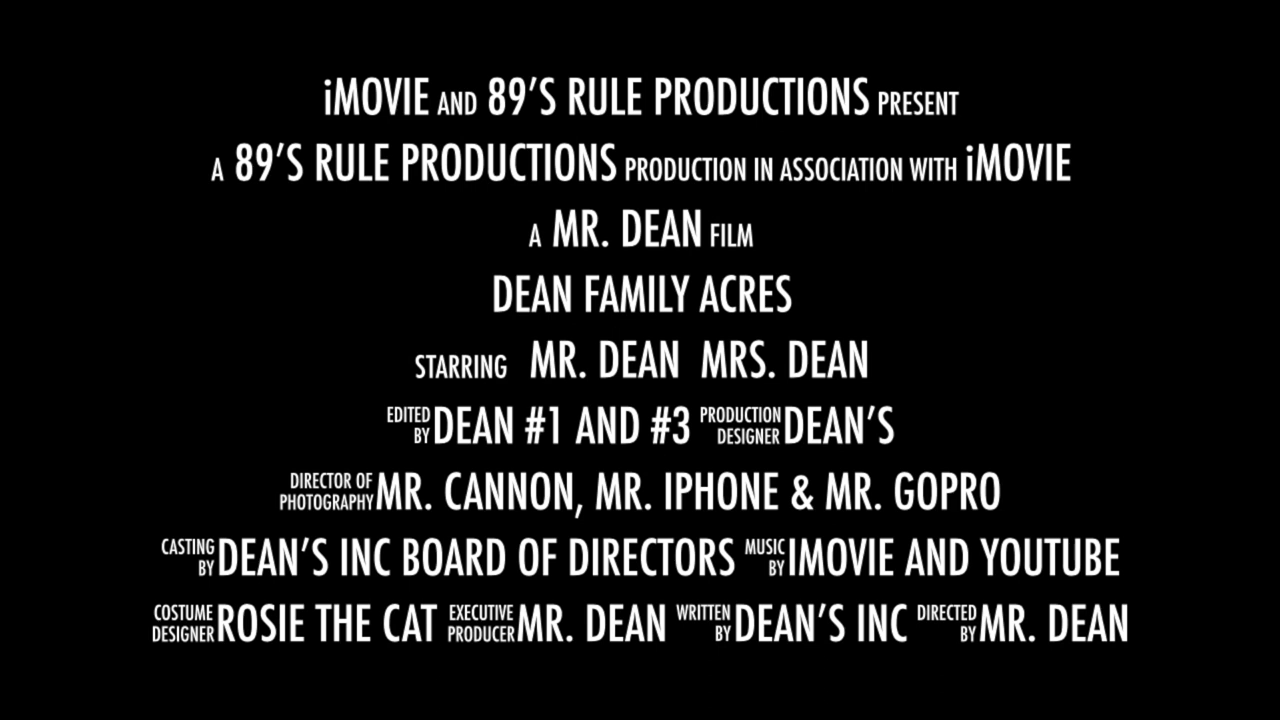 iMOVIE AND 89'S RULE PRODUCTIONS PRESENT
A 89'S RULE PRODUCTIONS PRODUCTION IN ASSOCIATION WITH iMOVIE
A MR. DEAN FILM
DEAN FAMILY ACRES
STARRING MR. DEAN MRS. DEAN
EDITED BY DEAN #1 AND #3 PRODUCTION DESIGNER DEAN'S
DIRECTOR OF PHOTOGRAPHY MR. CANNON, MR. IPHONE & MR. GOPRO
CASTING BY DEAN'S INC BOARD OF DIRECTORS MUSIC BY IMOVIE AND YOUTUBE
COSTUME DESIGNER ROSIE THE CAT EXECUTIVE PRODUCER MR. DEAN WRITTEN BY DEAN'S INC DIRECTED BY MR. DEAN